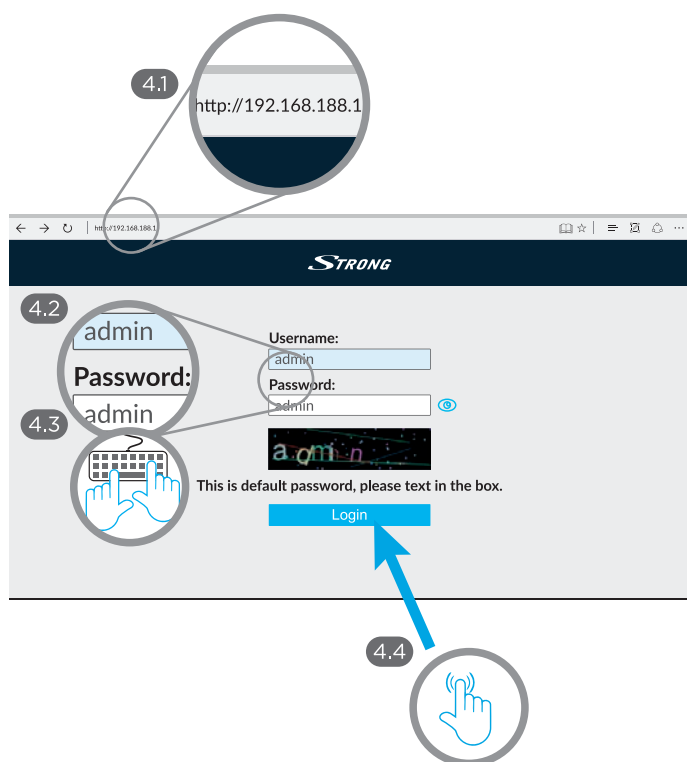 4.1
http://192.168.188.1
http://192.168.188.1
STRONG
4.2
admin
Password:
admin
4.3
Username:
admin
Password:
admin
admin
This is default password, please text in the box.
Login
4.4